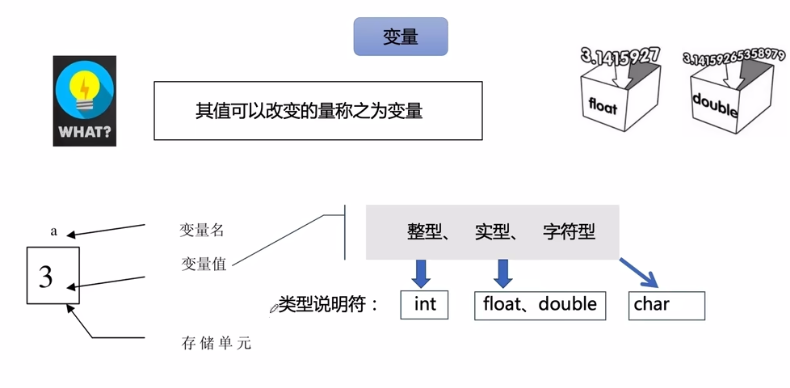 变量
WHAT?
其值可以改变的量称之为变量
3.1415927
float
3.14159265358979
double
a
3
变量名
变量值
存储单元
整型、 实型、 字符型
类型说明符： int float、double char